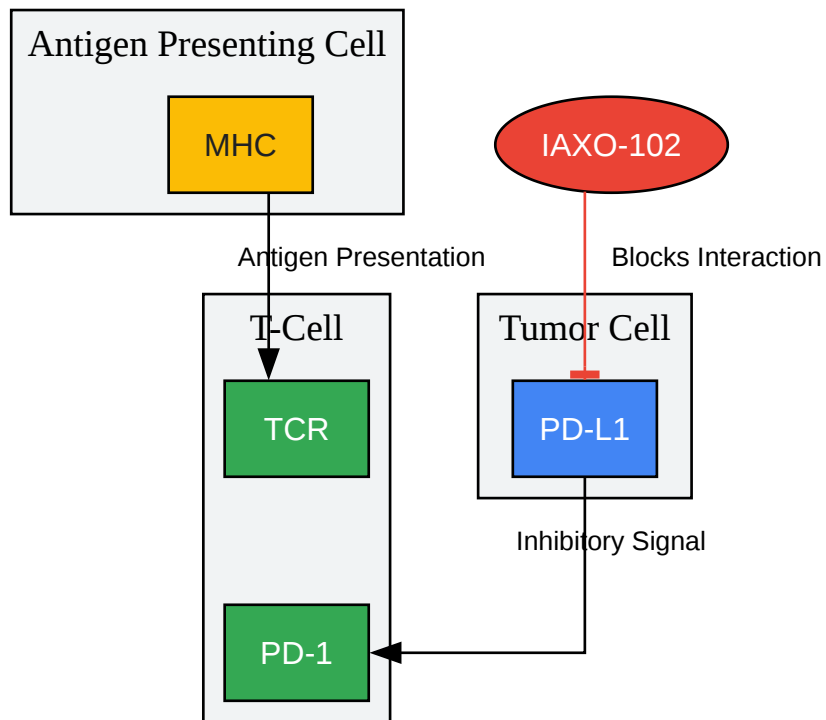 Antigen Presenting Cell
MHC
IAXO-102
Antigen Presentation
Blocks Interaction
T-Cell
Tumor Cell
TCR
PD-L1
Inhibitory Signal
PD-1